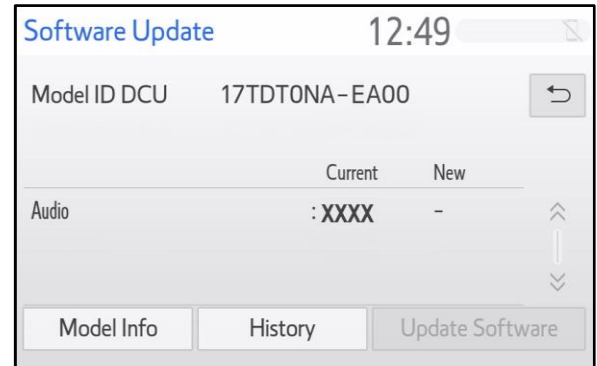 Software Update 12:49
Model ID DCU 17TDT0NA-EA00
Current New
Audio : XXXX -
Model Info History Update Software